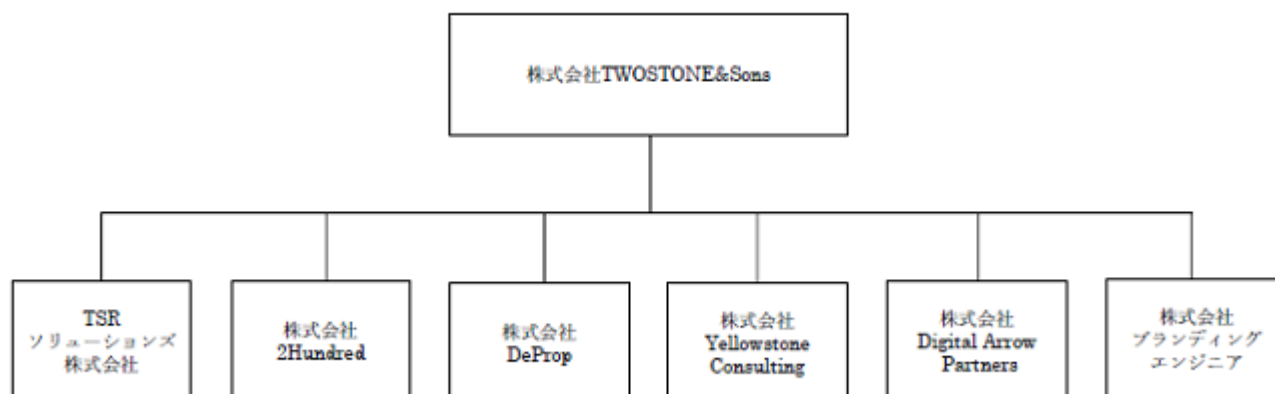 株式会社TWOSTONE&Sons
TSR
ソリューションズ
株式会社
株式会社
2Hundred
株式会社
DeProp
株式会社
Yellowstone
Consulting
株式会社
Digital Arrow
Partners
株式会社
ブランディング
エンジニア